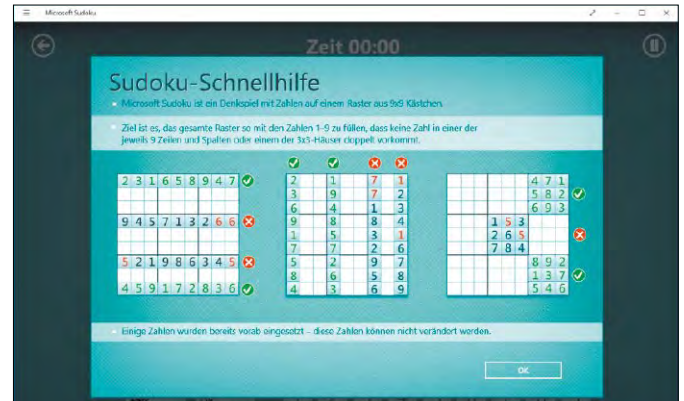 Microsoft Sudoku
Zeit 00:00
Sudoku-Schnellhilfe
Microsoft Sudoku ist ein Denkspiel mit Zahlen auf einem Raster aus 9x9 Kästchen.
Ziel ist es, das gesamte Raster so mit den Zahlen 1–9 zu füllen, dass keine Zahl in einer der
jeweils 9 Zeilen und Spalten oder einem der 3x3-Häuser doppelt vorkommt.
2 3 1 6 5 8 9 4 7
9 4 5 7 1 3 2 6 6
5 2 1 9 8 6 3 4 5
4 5 9 1 7 2 8 3 6
2 1 7 1
3 9 7 2
6 4 1 3
9 8 8 4
1 5 3 1
7 7 2 6
5 2 9 7
8 6 5 8
4 3 6 9
4 7 1
5 8 2
6 9 3
1 5 3
2 6 5
7 8 4
8 9 2
1 3 7
5 4 6
Einige Zahlen wurden bereits vorab eingesetzt – diese Zahlen können nicht verändert werden.
OK